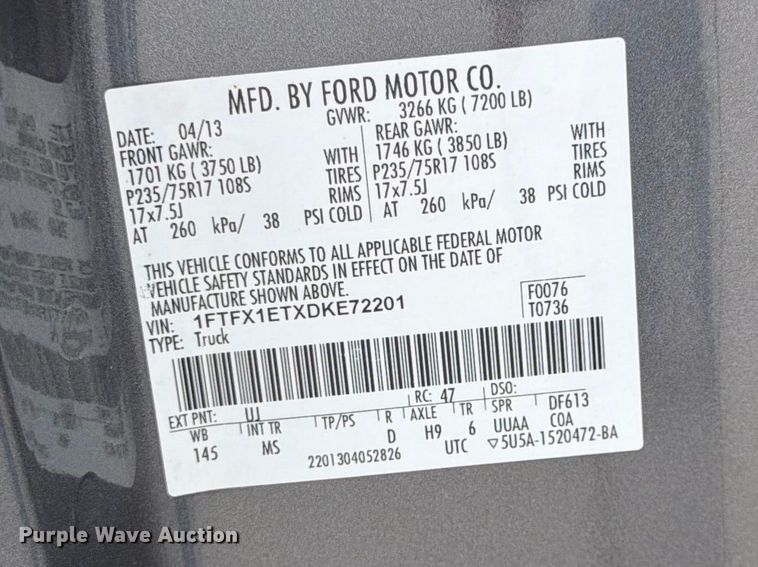 MFD. BY FORD MOTOR CO.
DATE: 04/13 GVWR: 3266 KG ( 7200 LB)
FRONT GAWR: REAR GAWR:
1701 KG ( 3750 LB) WITH 1746 KG ( 3850 LB) WITH
P235/75R17 108S TIRES P235/75R17 108S TIRES
17x7.5J RIMS 17x7.5J RIMS
AT 260 kPa/ 38 PSI COLD AT 260 kPa/ 38 PSI COLD
THIS VEHICLE CONFORMS TO ALL APPLICABLE FEDERAL MOTOR
VEHICLE SAFETY STANDARDS IN EFFECT ON THE DATE OF
MANUFACTURE SHOWN ABOVE.
VIN: 1FTFX1ETXDKE72201 F0076
TYPE: Truck T0736
EXT PNT: UJ RC: 47 DSO:
WB INT TR TP/PS R AXLE TR SPR DF613
145 MS D H9 6 UUAA COA
2201304052826 UTC ▽5U5A-1520472-BA
Purple Wave Auction